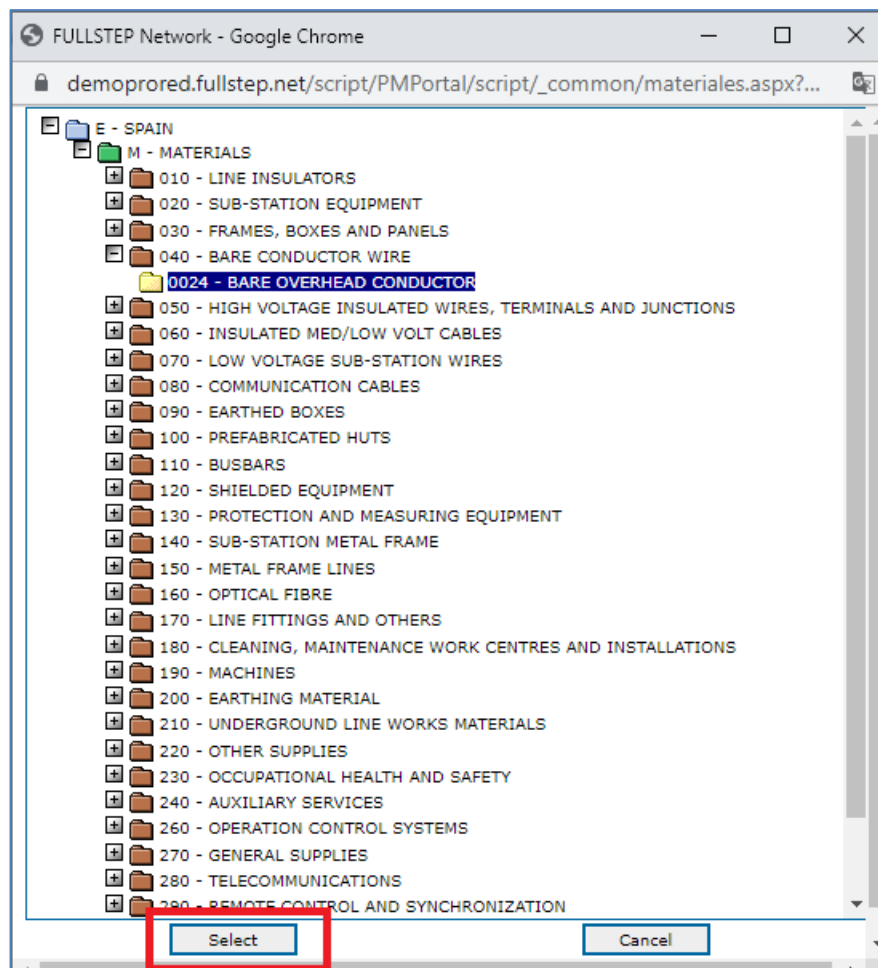 FULLSTEP Network - Google Chrome
demoprored.fullstep.net/script/PMPortal/script/_common/materiales.aspx?...
E - SPAIN
M - MATERIALS
010 - LINE INSULATORS
020 - SUB-STATION EQUIPMENT
030 - FRAMES, BOXES AND PANELS
040 - BARE CONDUCTOR WIRE
0024 - BARE OVERHEAD CONDUCTOR
050 - HIGH VOLTAGE INSULATED WIRES, TERMINALS AND JUNCTIONS
060 - INSULATED MED/LOW VOLT CABLES
070 - LOW VOLTAGE SUB-STATION WIRES
080 - COMMUNICATION CABLES
090 - EARTHED BOXES
100 - PREFABRICATED HUTS
110 - BUSBARS
120 - SHIELDED EQUIPMENT
130 - PROTECTION AND MEASURING EQUIPMENT
140 - SUB-STATION METAL FRAME
150 - METAL FRAME LINES
160 - OPTICAL FIBRE
170 - LINE FITTINGS AND OTHERS
180 - CLEANING, MAINTENANCE WORK CENTRES AND INSTALLATIONS
190 - MACHINES
200 - EARTHING MATERIAL
210 - UNDERGROUND LINE WORKS MATERIALS
220 - OTHER SUPPLIES
230 - OCCUPATIONAL HEALTH AND SAFETY
240 - AUXILIARY SERVICES
260 - OPERATION CONTROL SYSTEMS
270 - GENERAL SUPPLIES
280 - TELECOMMUNICATIONS
290 - REMOTE CONTROL AND SYNCHRONIZATION
Select Cancel